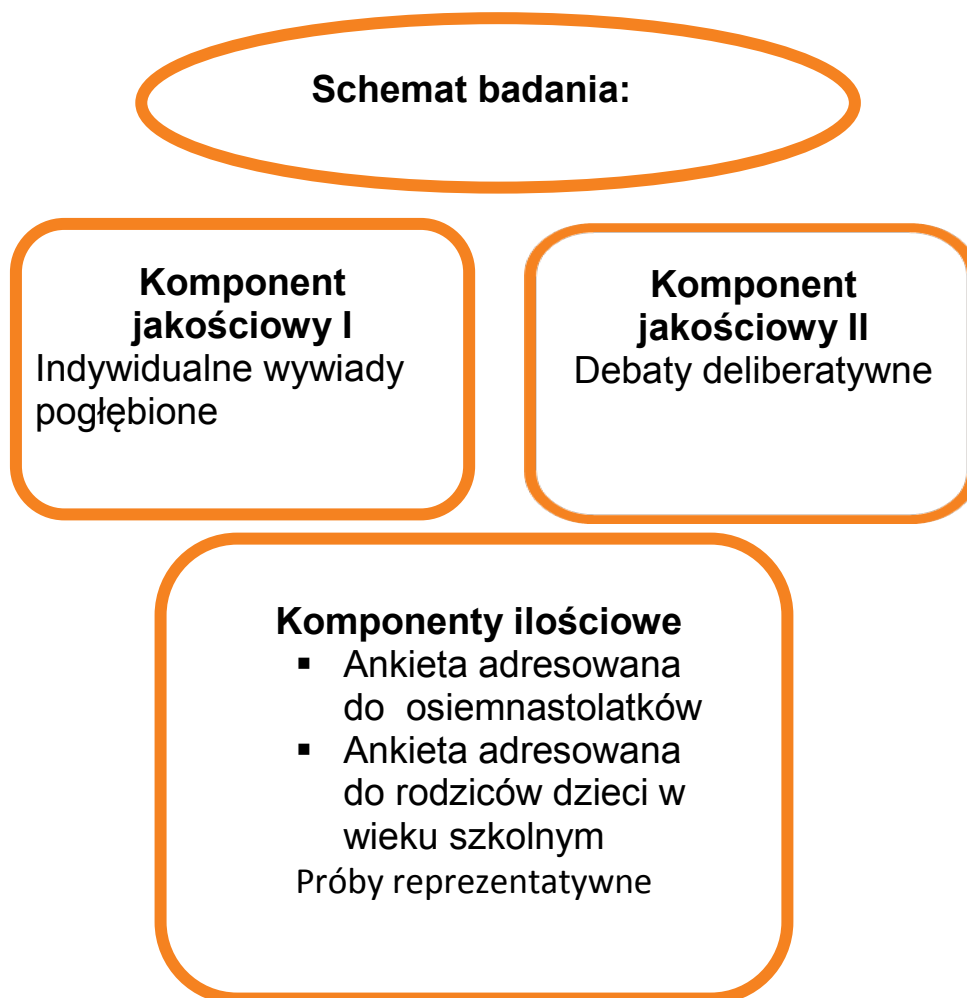 Schemat badania:
Komponent
jakościowy I
Indywidualne wywiady
pogłębione
Komponent
jakościowy II
Debaty deliberatywne
Komponenty ilościowe
▪ Ankieta adresowana
do osiemnastolatków
▪ Ankieta adresowana
do rodziców dzieci w
wieku szkolnym
Próby reprezentatywne